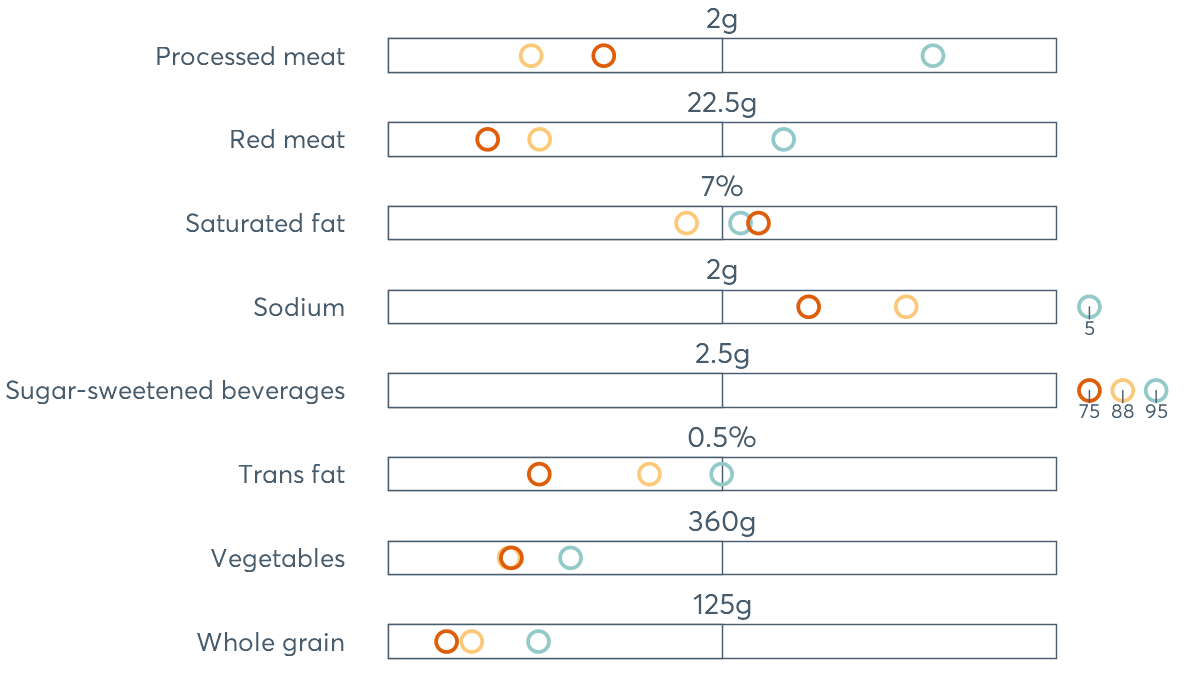 2g
Processed meat
22.5g
Red meat
7%
Saturated fat
2g
Sodium
5
2.5g
Sugar-sweetened beverages
75 88 95
0.5%
Trans fat
360g
Vegetables
125g
Whole grain